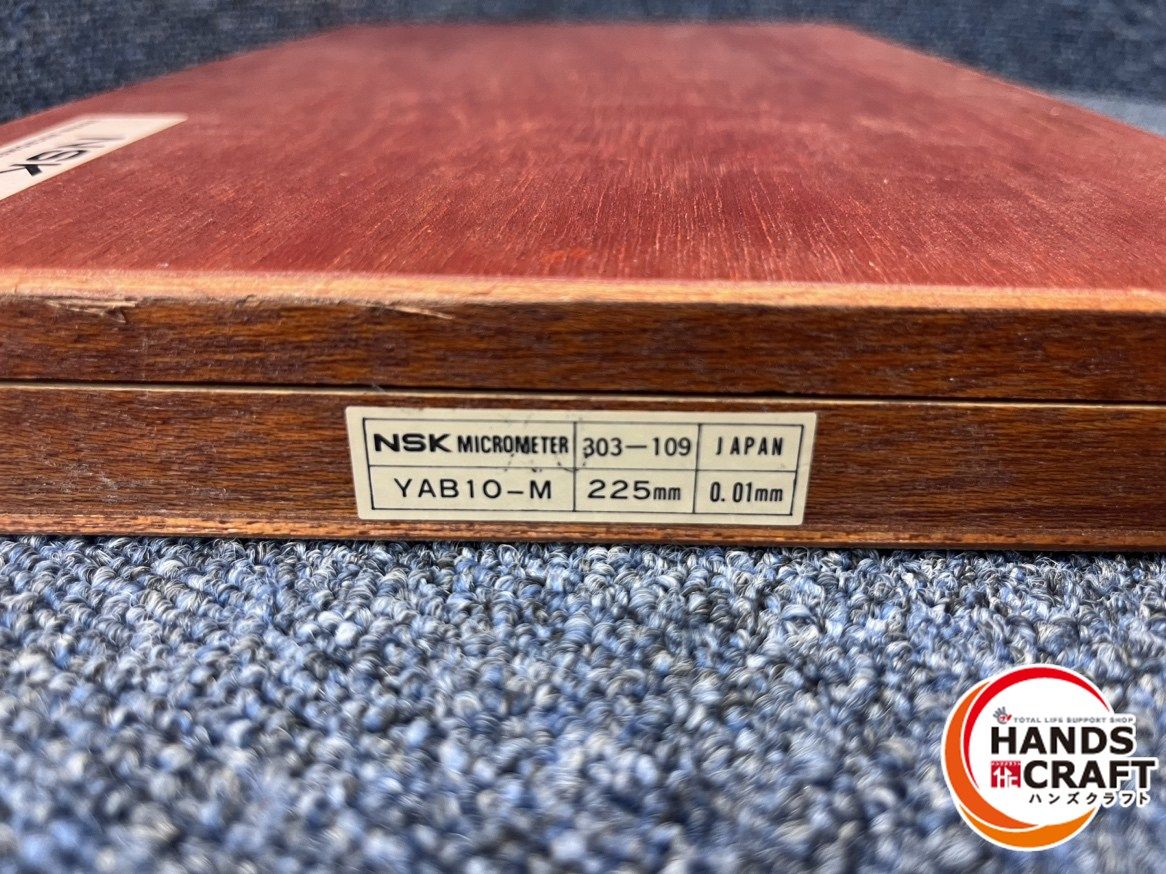 NSK
NSK MICROMETER 303-109 JAPAN
YAB10-M 225mm 0.01mm
TOTAL LIFE SUPPORT SHOP
HANDS
CRAFT
ハンズクラフト